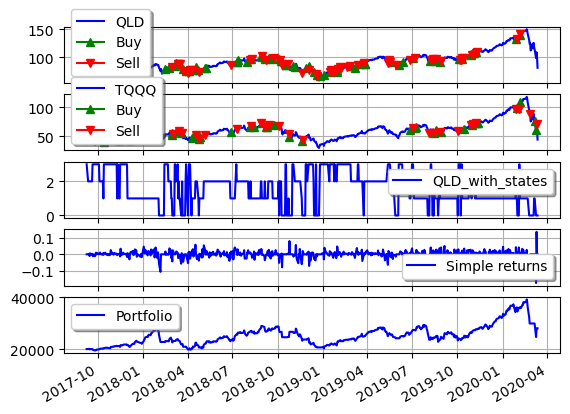 150
100
QLD
Buy
Sell
100
50
TQQQ
Buy
Sell
2
0
QLD_with_states
0.1
0.0
−0.1
Simple returns
40000
20000
Portfolio
2017-10 2018-01 2018-04 2018-07 2018-10 2019-01 2019-04 2019-07 2019-10 2020-01 2020-04